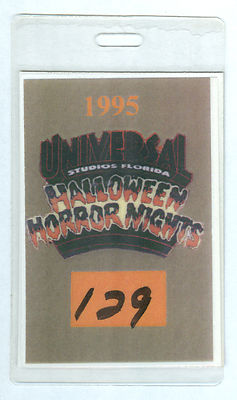 1995
UNIVERSAL
STUDIOS FLORIDA
HALLOWEEN
HORROR NIGHTS
129